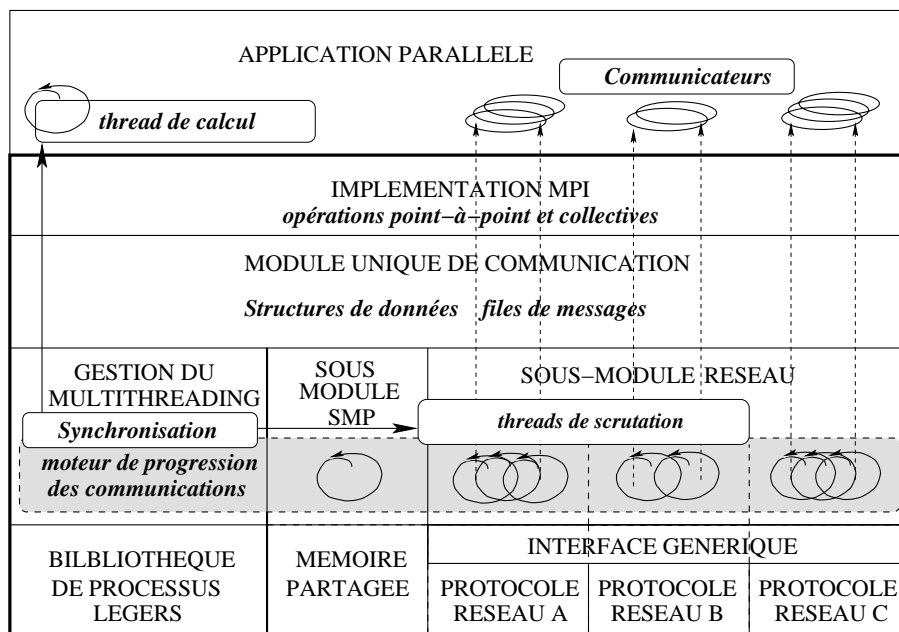 APPLICATION PARALLELE
Communicateurs
thread de calcul
IMPLEMENTATION MPI
opérations point−à−point et collectives
MODULE UNIQUE DE COMMUNICATION
Structures de données files de messages
GESTION DU
MULTITHREADING
SOUS
MODULE
SMP
SOUS−MODULE RESEAU
Synchronisation
threads de scrutation
moteur de progression
des communications
BILBLIOTHEQUE
DE PROCESSUS
LEGERS
MEMOIRE
PARTAGEE
INTERFACE GENERIQUE
PROTOCOLE
RESEAU A
PROTOCOLE
RESEAU B
PROTOCOLE
RESEAU C